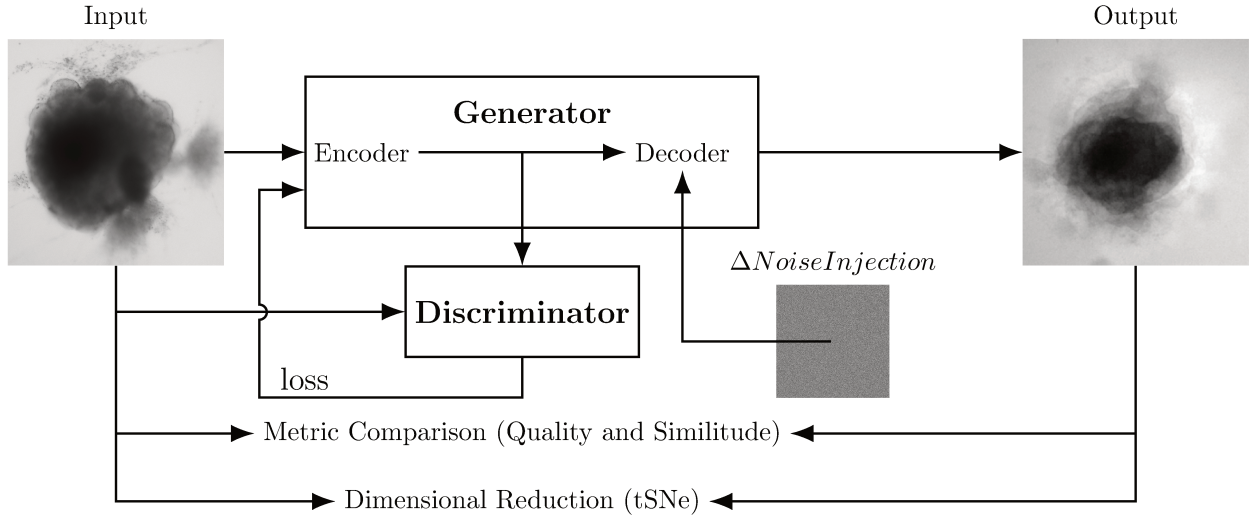 Input
Output
Generator
Encoder
Decoder
ΔNoiseInjection
Discriminator
loss
Metric Comparison (Quality and Similitude)
Dimensional Reduction (tSNe)